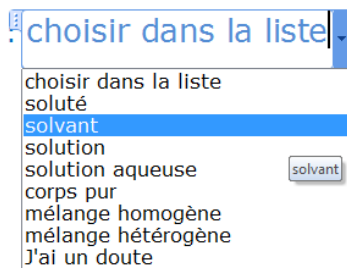 choisir dans la liste
choisir dans la liste
soluté
solvant
solution
solution aqueuse
solvant
corps pur
mélange homogène
mélange hétérogène
J'ai un doute